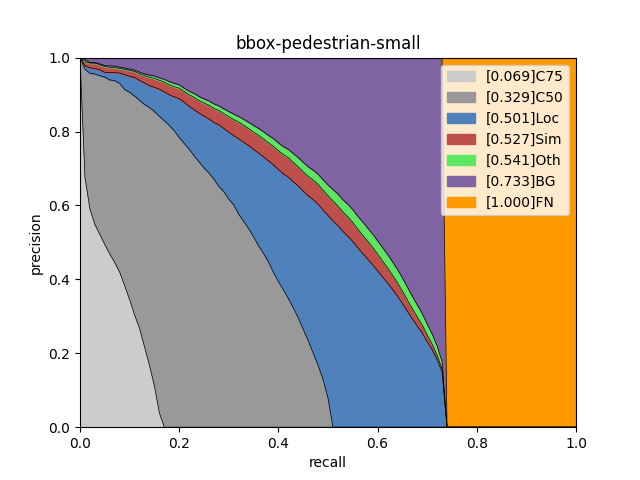 bbox-pedestrian-small
1.0
0.8
0.6
0.4
0.2
0.0
precision
[0.069]C75
[0.329]C50
[0.501]Loc
[0.527]Sim
[0.541]Oth
[0.733]BG
[1.000]FN
0.0 0.2 0.4 0.6 0.8 1.0
recall